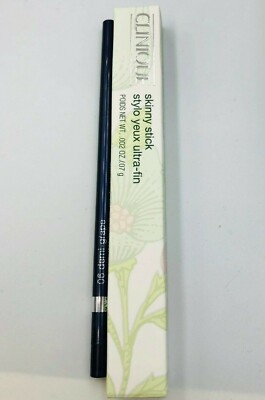 CLINIQUE
skinny stick
stylo yeux ultra-fin
POIDS NET WT. .002 OZ./.07 g